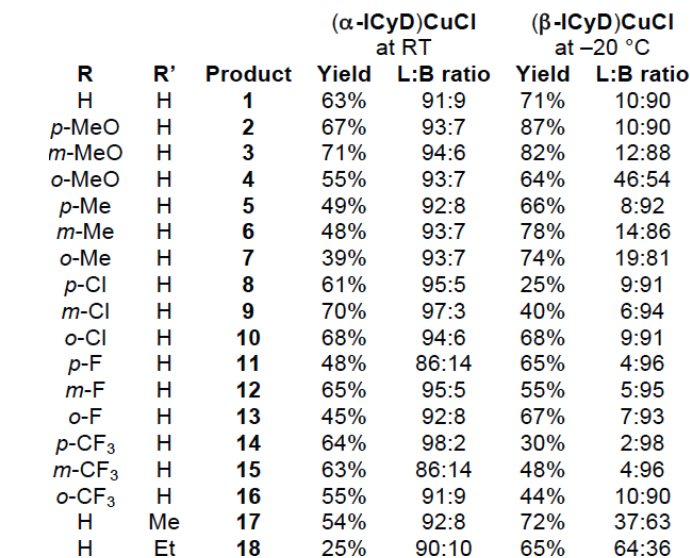 (α-ICyD)CuCl (β-ICyD)CuCl
at RT at –20 °C
R R’ Product Yield L:B ratio Yield L:B ratio
H H 1 63% 91:9 71% 10:90
p-MeO H 2 67% 93:7 87% 10:90
m-MeO H 3 71% 94:6 82% 12:88
o-MeO H 4 55% 93:7 64% 46:54
p-Me H 5 49% 92:8 66% 8:92
m-Me H 6 48% 93:7 78% 14:86
o-Me H 7 39% 93:7 74% 19:81
p-Cl H 8 61% 95:5 25% 9:91
m-Cl H 9 70% 97:3 40% 6:94
o-Cl H 10 68% 94:6 68% 9:91
p-F H 11 48% 86:14 65% 4:96
m-F H 12 65% 95:5 55% 5:95
o-F H 13 45% 92:8 67% 7:93
p-CF₃ H 14 64% 98:2 30% 2:98
m-CF₃ H 15 63% 86:14 48% 4:96
o-CF₃ H 16 55% 91:9 44% 10:90
H Me 17 54% 92:8 72% 37:63
H Et 18 25% 90:10 65% 64:36